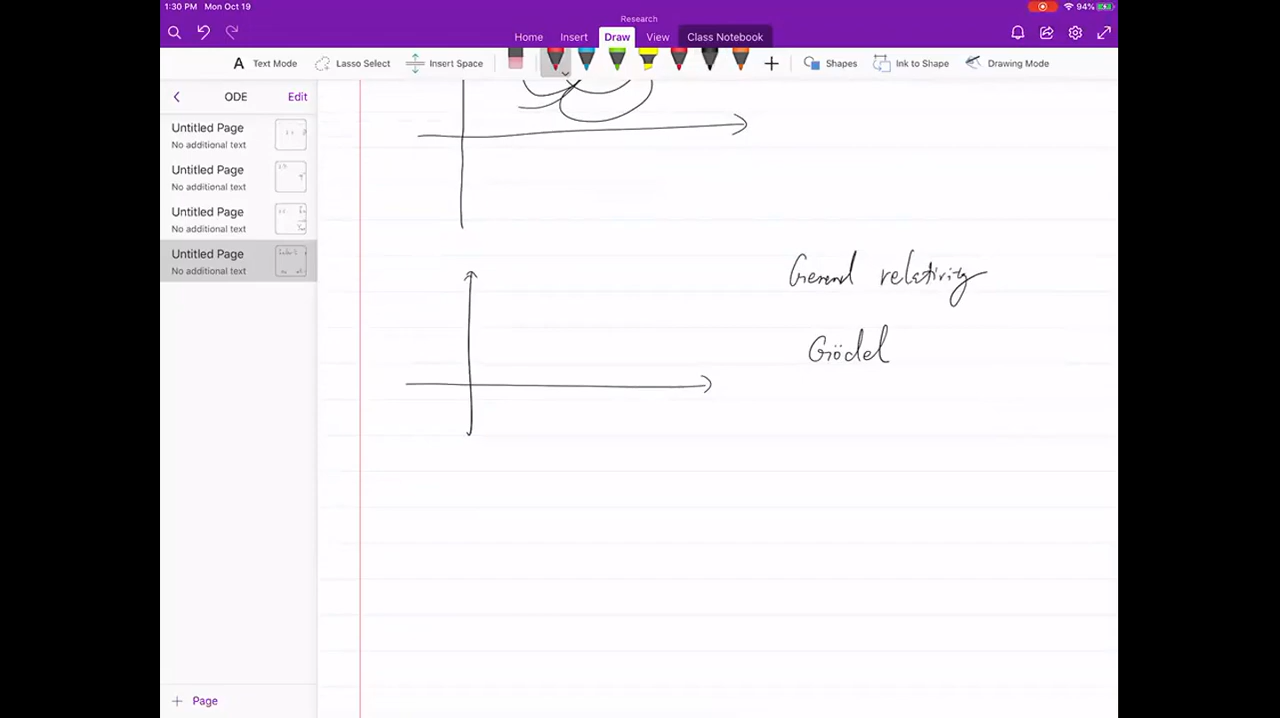 1:30 PM Mon Oct 19
94%
Research
Home Insert Draw View Class Notebook
A Text Mode Lasso Select Insert Space Shapes Ink to Shape Drawing Mode
ODE Edit
Untitled Page
No additional text
Untitled Page
No additional text
Untitled Page
No additional text
Untitled Page
No additional text
General relativity
Gödel
+ Page